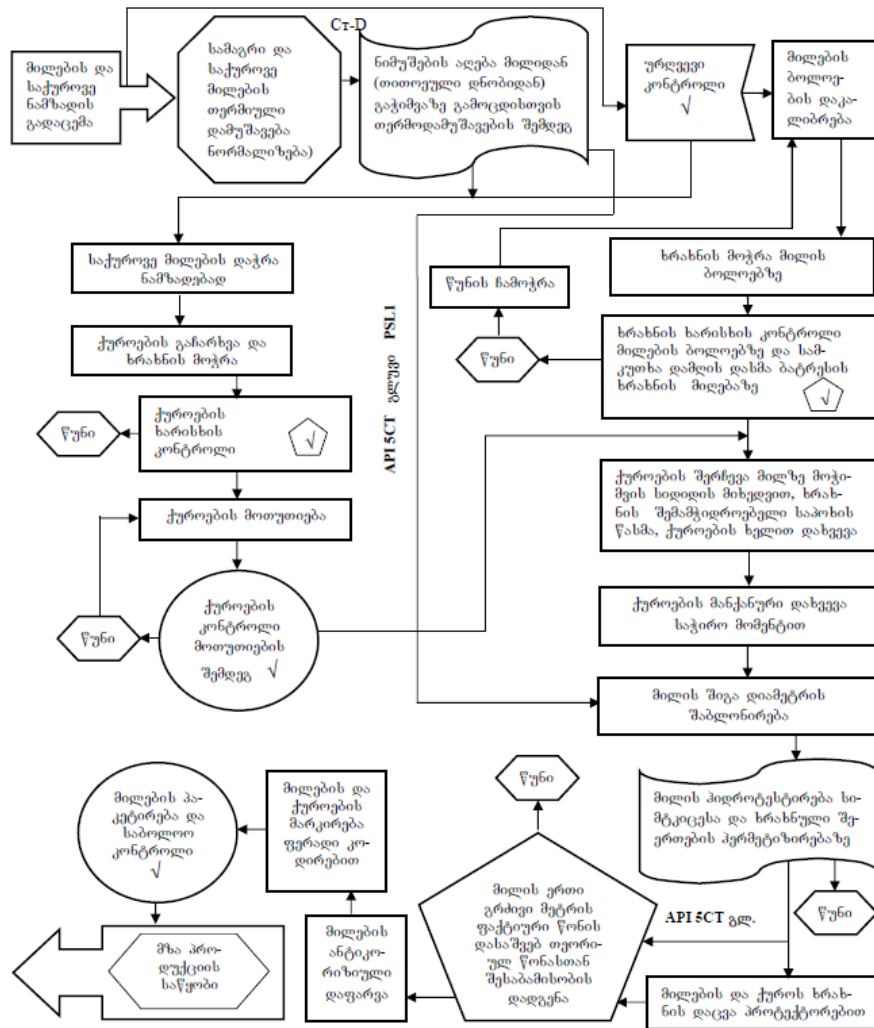 Ст-D
მილების და
საქუროვე
ნამზადის
გადაცემა
სამაგრი და
საქუროვე
მილების
თერმიული
დამუშავება
ნორმალიზება)
ნიმუშების აღება მილიდან
(თითოეული დნობიდან)
გაჭიმვაზე გამოცდისთვის
თერმოდამუშავების შემდეგ
ურღვევი
კონტროლი
√
მილების
ბოლოე-
ბის დაკა-
ლიბრება
საქუროვე მილების დაჭრა
ნამზადებად
წუნის ჩამოჭრა
ხრახნის მოჭრა მილის
ბოლოებზე
ქუროების გაჩარხვა და
ხრახნის მოჭრა
წუნი
ხრახნის ხარისხის კონტროლი
მილების ბოლოებზე და სამ-
კუთხა დამღის დასმა ბატრესის
ხრახნის მიღებაზე
√
API 5CT გლუვი PSL1
წუნი
ქუროების
ხარისხის
კონტროლი
√
ქუროების მოთუთიება
ქუროების შერჩევა მილზე მოჭი-
მვის სიდიდის მიხედვით, ხრახ-
ნის შემამჭიდროებელი საპოხის
წასმა, ქუროების ხელით დახვევა
წუნი
ქუროების
კონტროლი
მოთუთიების
შემდეგ √
ქუროების მანქანური დახვევა
საჭირო მომენტით
მილის შიგა დიამეტრის
შაბლონირება
მილების პა-
კეტირება და
საბოლოო
კონტროლი
√
მილების და
ქუროების
მარკირება
ფერადი კო-
დირებით
წუნი
მილის ჰიდროტესტირება სი-
მტკიცესა და ხრახნული შე-
ერთების ჰერმეტიზირებაზე
მილის ერთი
გრძივი მეტრის
ფაქტიური წონის
დასაშვებ თეორი-
ულ წონასთან
შესაბამისობის
დადგენა
API 5CT გლ.
წუნი
მზა პრო-
დუქციის
საწყობი
მილების
ანტიკო-
რიზიული
დაფარვა
მილების და ქუროს ხრახ-
ნის დაცვა პროტექტორებით